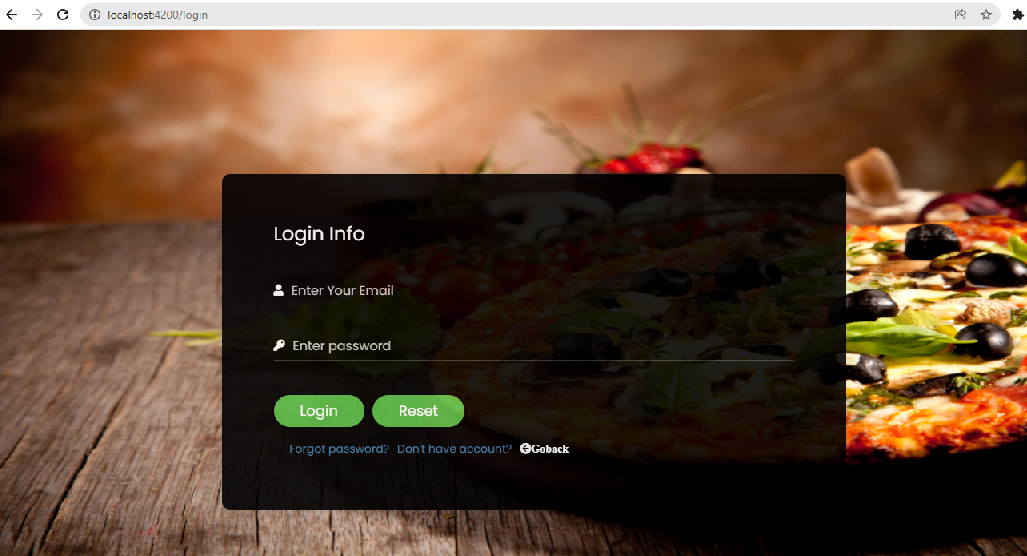 localhost:4200/login
Login Info
Enter Your Email
Enter password
Login Reset
Forgot password? Don't have account? Goback